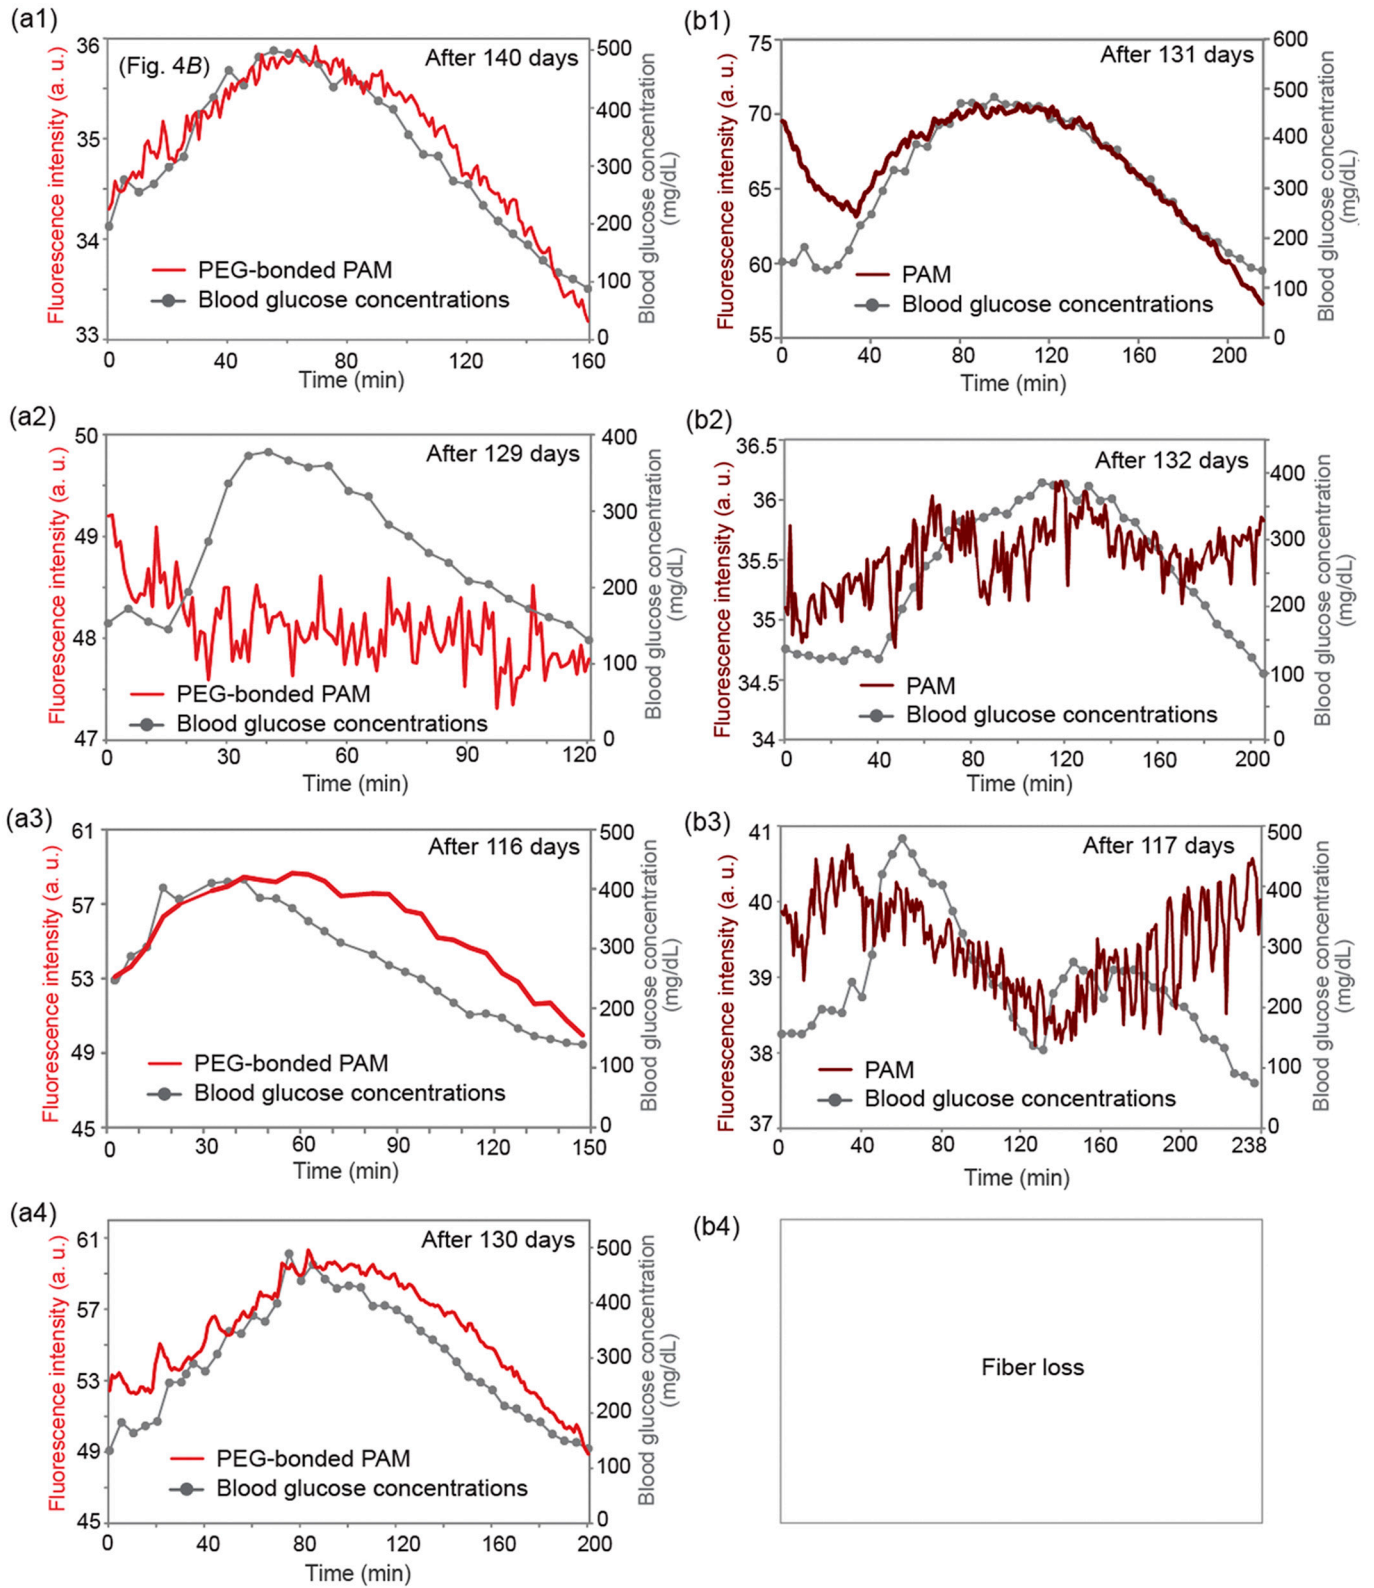 (a1)
(Fig. 4B)
After 140 days
Fluorescence intensity (a. u.)
36
35
34
33
Blood glucose concentration
(mg/dL)
500
400
300
200
100
0
PEG-bonded PAM
Blood glucose concentrations
0 40 80 120 160
Time (min)
(b1)
After 131 days
Fluorescence intensity (a. u.)
75
70
65
60
55
Blood glucose concentration
(mg/dL)
600
500
400
300
200
100
0
PAM
Blood glucose concentrations
0 40 80 120 160 200
Time (min)
(a2)
After 129 days
Fluorescence intensity (a. u.)
50
49
48
47
Blood glucose concentration
(mg/dL)
400
300
200
100
0
PEG-bonded PAM
Blood glucose concentrations
0 30 60 90 120
Time (min)
(b2)
After 132 days
Fluorescence intensity (a. u.)
36.5
36
35.5
35
34.5
34
Blood glucose concentration
(mg/dL)
400
300
200
100
0
PAM
Blood glucose concentrations
0 40 80 120 160 200
Time (min)
(a3)
After 116 days
Fluorescence intensity (a. u.)
61
57
53
49
45
Blood glucose concentration
(mg/dL)
500
400
300
200
100
0
PEG-bonded PAM
Blood glucose concentrations
0 30 60 90 120 150
Time (min)
(b3)
After 117 days
Fluorescence intensity (a. u.)
41
40
39
38
37
Blood glucose concentration
(mg/dL)
500
400
300
200
100
0
PAM
Blood glucose concentrations
0 40 80 120 160 200 238
Time (min)
(a4)
After 130 days
Fluorescence intensity (a. u.)
61
57
53
49
45
Blood glucose concentration
(mg/dL)
500
400
300
200
100
0
PEG-bonded PAM
Blood glucose concentrations
0 40 80 120 160 200
Time (min)
(b4)
Fiber loss